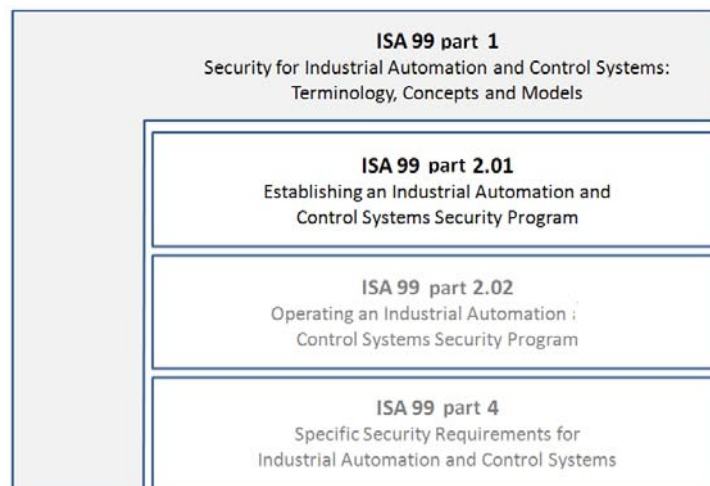 ISA 99 part 1
Security for Industrial Automation and Control Systems:
Terminology, Concepts and Models
ISA 99 part 2.01
Establishing an Industrial Automation and
Control Systems Security Program
ISA 99 part 2.02
Operating an Industrial Automation
Control Systems Security Program
ISA 99 part 4
Specific Security Requirements for
Industrial Automation and Control Systems